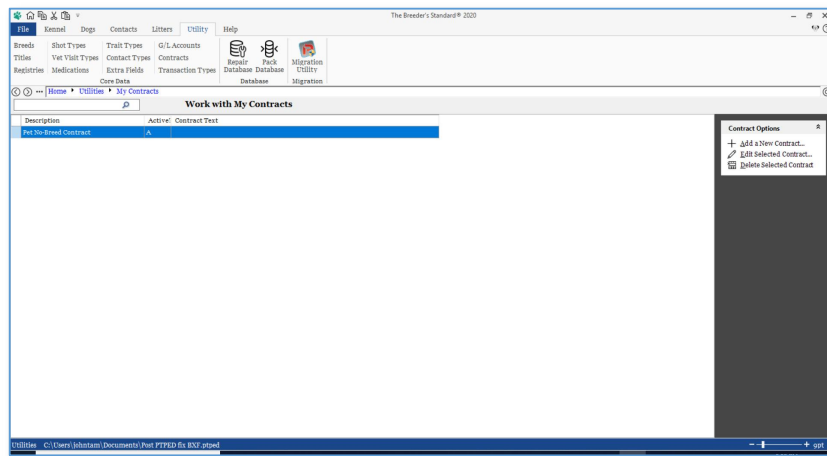 The Breeder's Standard® 2020
File Kennel Dogs Contacts Litters Utility Help
Breeds Shot Types Trait Types G/L Accounts
Titles Vet Visit Types Contact Types Contracts
Registries Medications Extra Fields Transaction Types
Repair Database
Pack Database
Migration Utility
Core Data Database Migration
Home Utilities My Contracts
Work with My Contracts
Description Active? Contract Text
Pet No-Breed Contract A
Contract Options
Add a New Contract...
Edit Selected Contract...
Delete Selected Contract
Utilities C:\Users\johntam\Documents\Post PTPED fix BXF.ptped 9pt